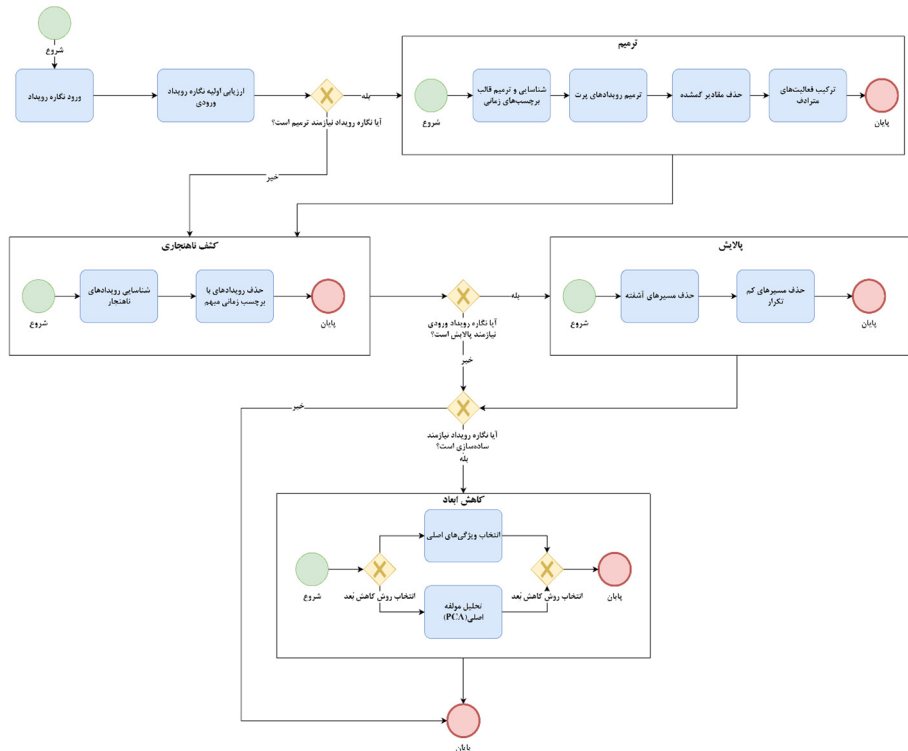 شروع
ورود نگاره رویداد
ارزیابی اولیه نگاره رویداد
ورودی
آیا نگاره رویداد نیازمند ترمیم است؟
بله
خیر
ترمیم
شروع
شناسایی و ترمیم قالب
برچسب‌های زمانی
ترمیم رویدادهای پرت
حذف مقادیر گمشده
ترکیب فعالیت‌های
مترادف
پایان
کشف ناهنجاری
شروع
شناسایی رویدادهای
ناهنجار
حذف رویدادهای با
برچسب زمانی مبهم
پایان
آیا نگاره رویداد ورودی
نیازمند پالایش است؟
بله
خیر
پالایش
شروع
حذف مسیرهای آشفته
حذف مسیرهای کم
تکرار
پایان
خیر
آیا نگاره رویداد نیازمند
ساده‌سازی است؟
بله
کاهش ابعاد
شروع
انتخاب روش کاهش بُعد
انتخاب ویژگی‌های اصلی
تحلیل مولفه
اصلی(PCA)
انتخاب روش کاهش بُعد
پایان
پایان